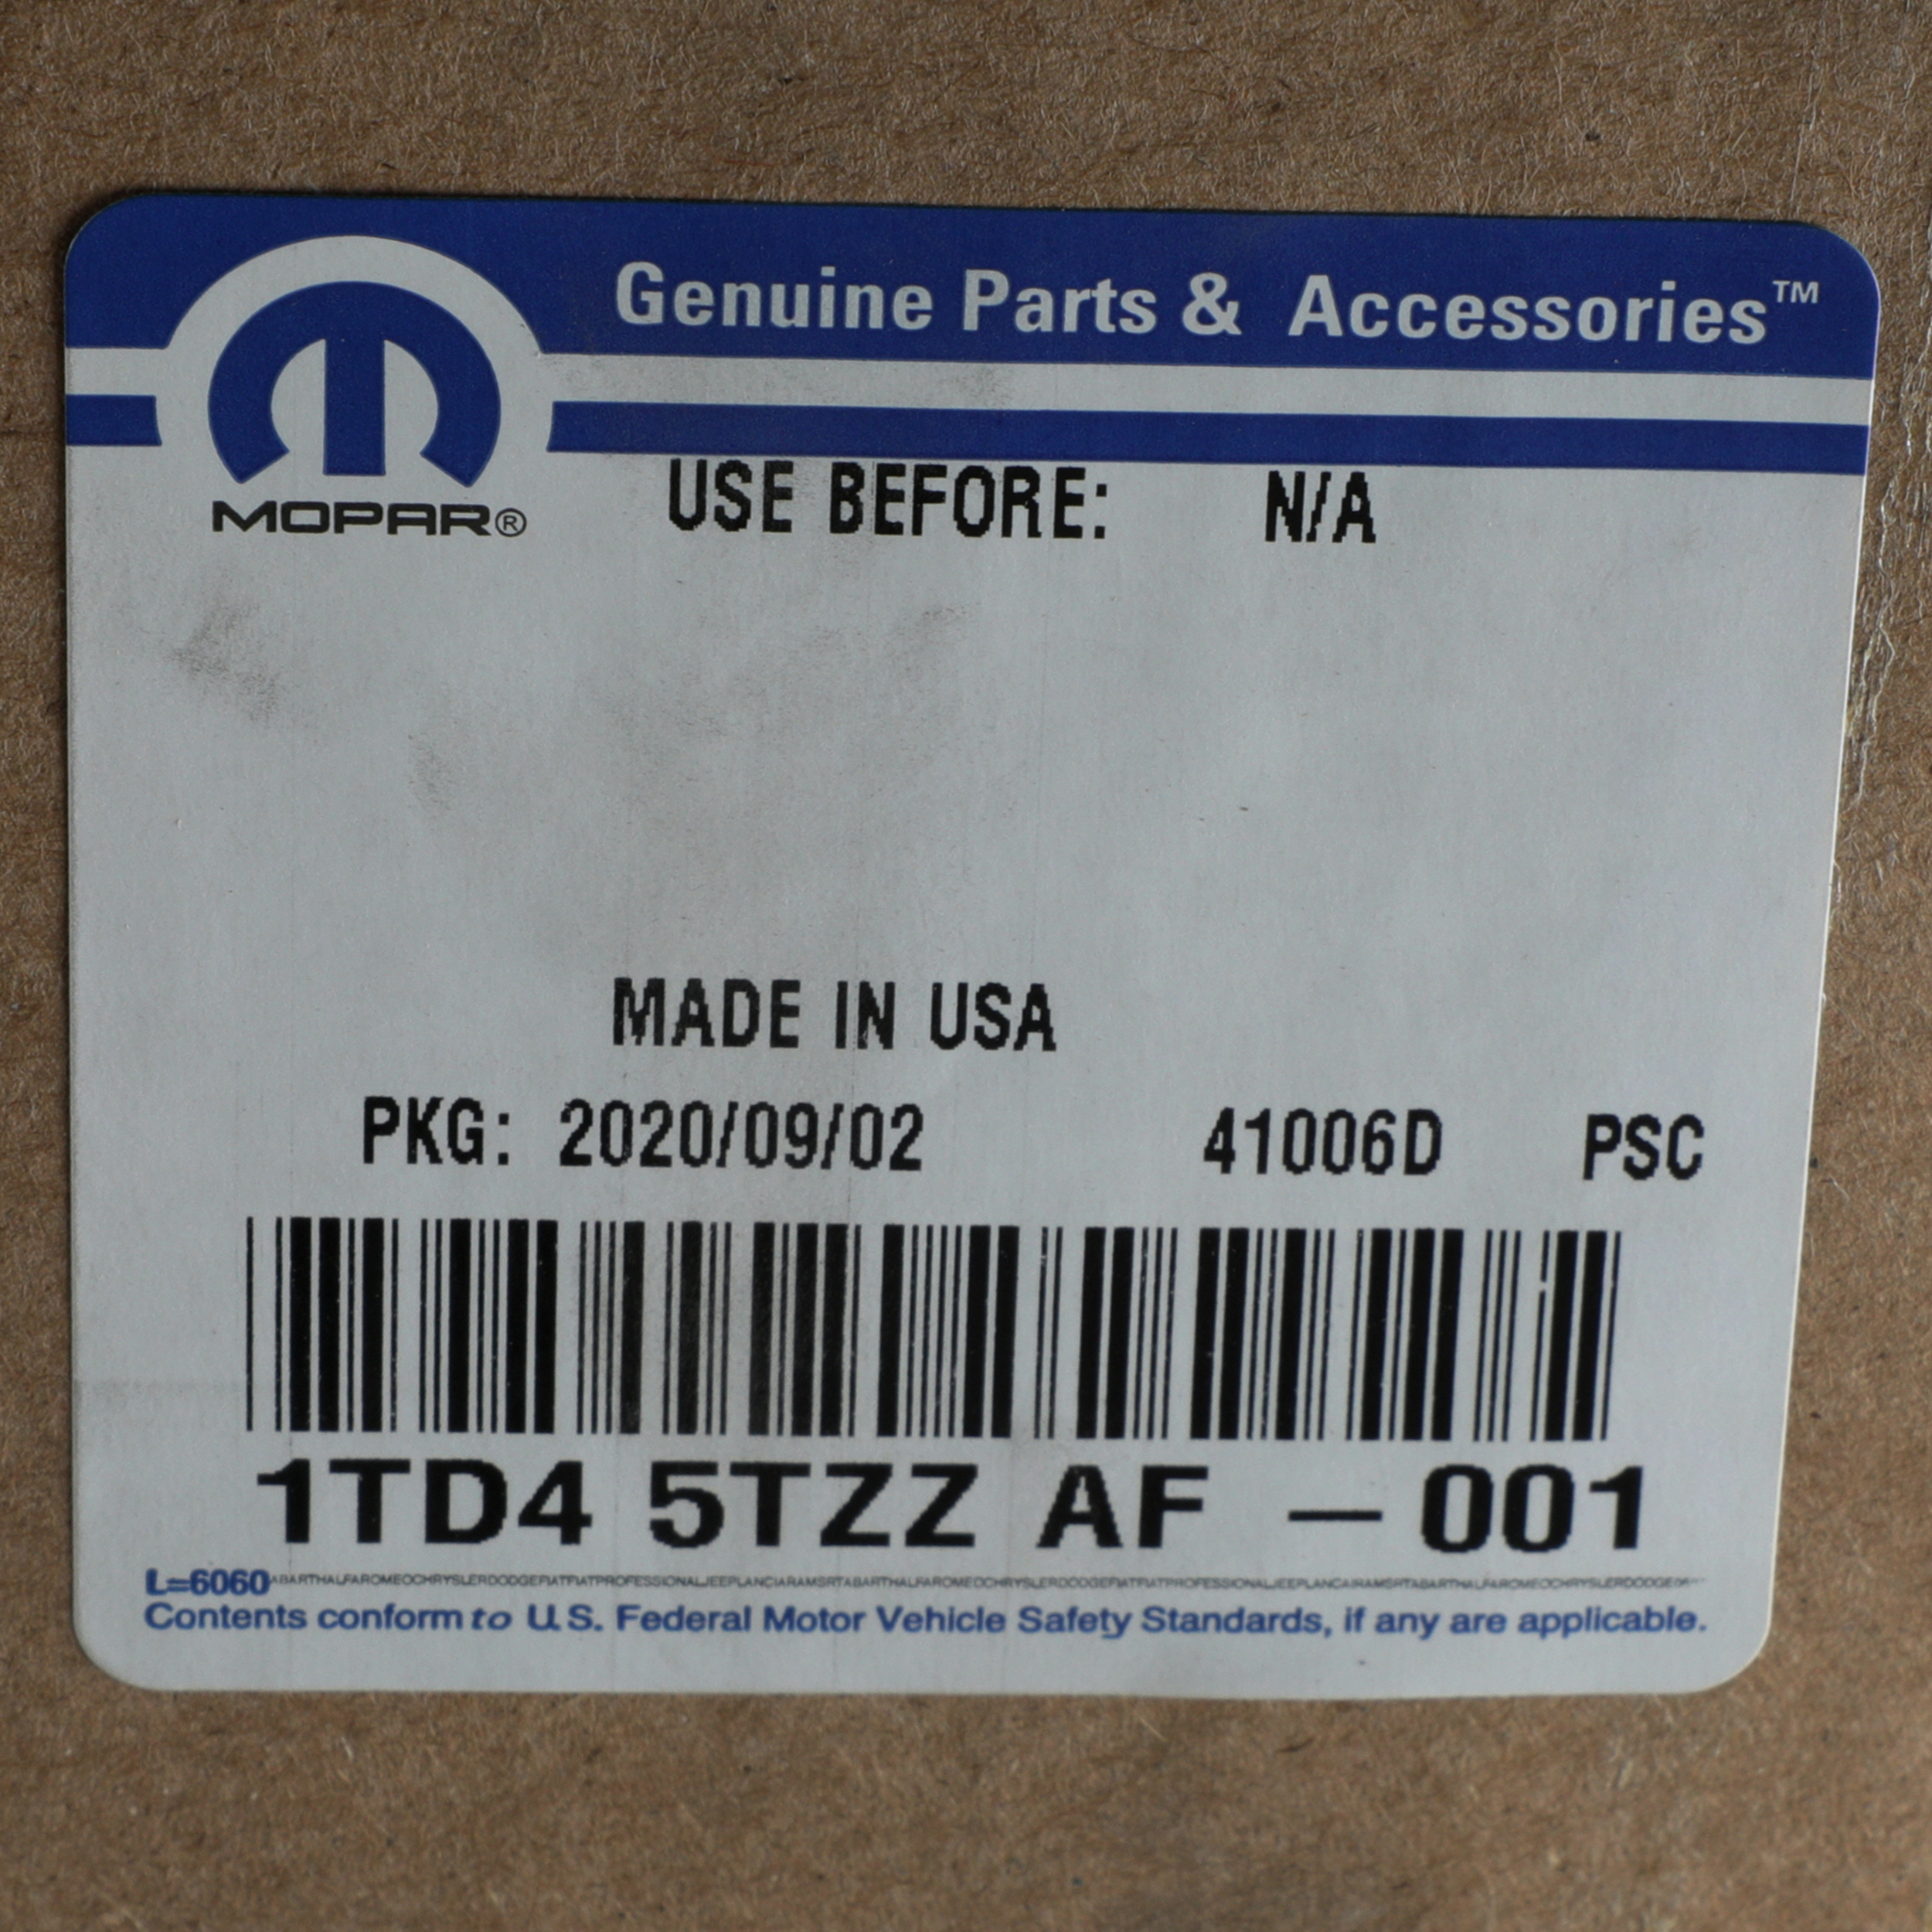 Genuine Parts & Accessories™
MOPAR®
USE BEFORE: N/A
MADE IN USA
PKG: 2020/09/02 41006D PSC
1TD4 5TZZ AF — 001
L=6060
Contents conform to U.S. Federal Motor Vehicle Safety Standards, if any are applicable.